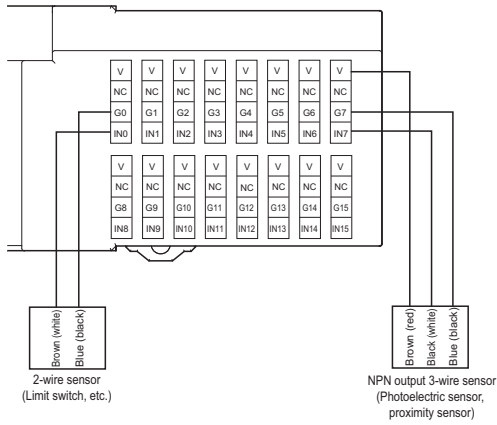 V V V V V V V V
NC NC NC NC NC NC NC NC
G0 G1 G2 G3 G4 G5 G6 G7
IN0 IN1 IN2 IN3 IN4 IN5 IN6 IN7
V V V V V V V V
NC NC NC NC NC NC NC NC
G8 G9 G10 G11 G12 G13 G14 G15
IN8 IN9 IN10 IN11 IN12 IN13 IN14 IN15
Brown (white)
Blue (black)
2-wire sensor
(Limit switch, etc.)
Brown (red)
Black (white)
Blue (black)
NPN output 3-wire sensor
(Photoelectric sensor,
proximity sensor)